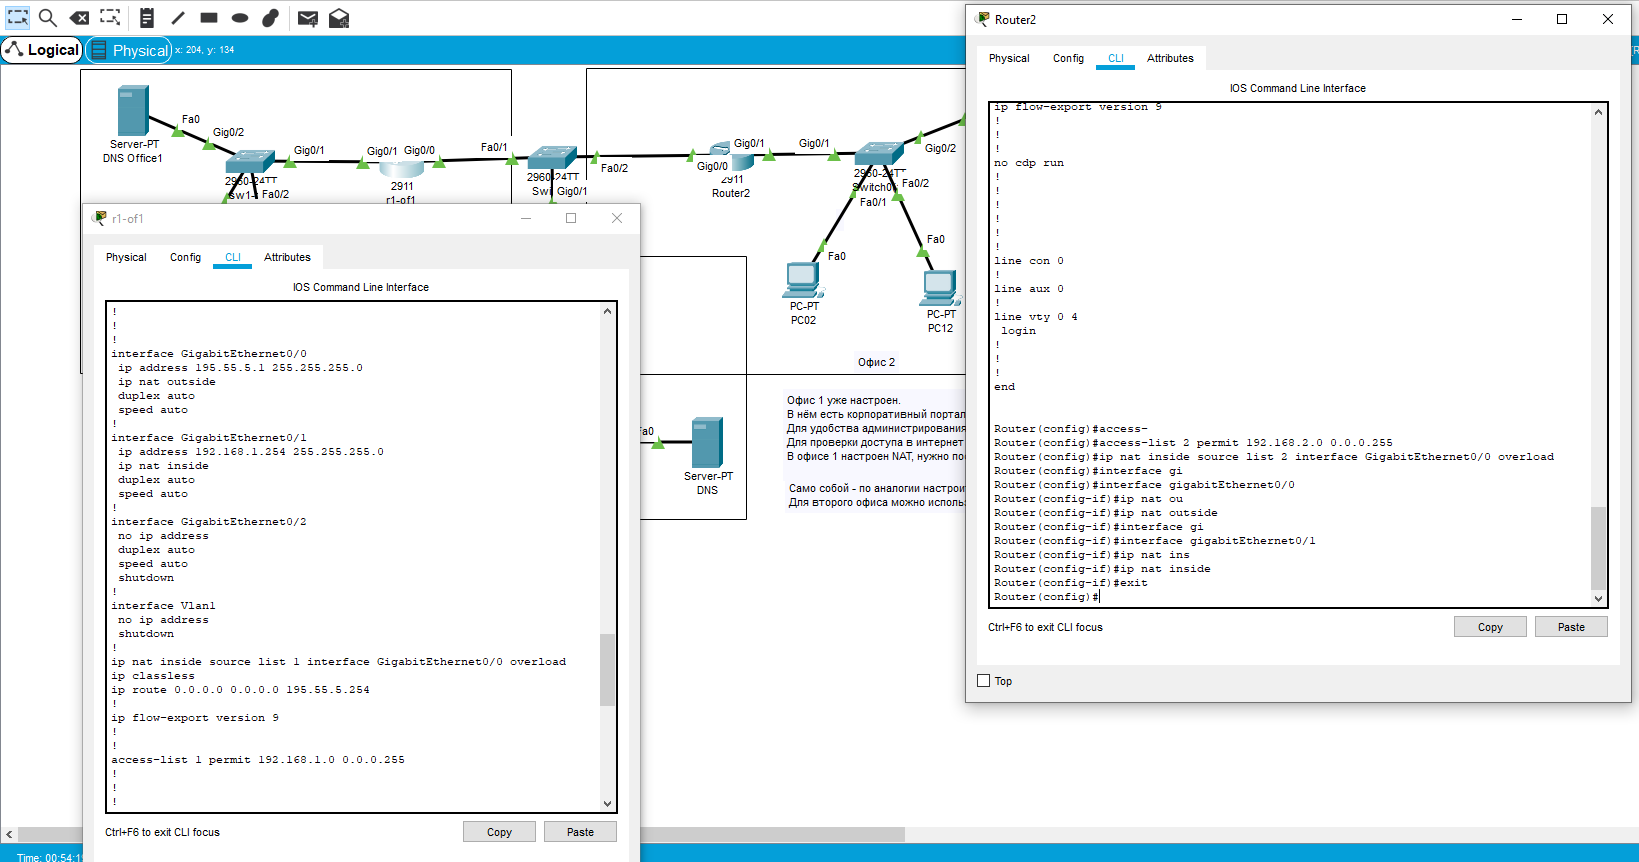 Logical
Physical
x: 204, y: 134
Server-PT
DNS Office1
Fa0
Gig0/2
Gig0/1
Fa0/2
Gig0/1
Gig0/0
2911
r1-of1
Fa0/1
Fa0/2
Gig0/1
Gig0/0
Gig0/1
2911
Router2
Gig0/1
Gig0/2
Fa0/2
Fa0/1
Fa0
Fa0
PC-PT
PC02
PC-PT
PC12
Офис 2
Fa0
Server-PT
DNS
Офис 1 уже настроен.
В нём есть корпоративный портал
Для удобства администрирования
Для проверки доступа в интернет
В офисе 1 настроен NAT, нужно
Само собой - по аналогии
Для второго офиса можно
r1-of1
Physical
Config
CLI
Attributes
IOS Command Line Interface
!
!
!
interface GigabitEthernet0/0
ip address 195.55.5.1 255.255.255.0
ip nat outside
duplex auto
speed auto
!
interface GigabitEthernet0/1
ip address 192.168.1.254 255.255.255.0
ip nat inside
duplex auto
speed auto
!
interface GigabitEthernet0/2
no ip address
duplex auto
speed auto
shutdown
!
interface Vlan1
no ip address
shutdown
!
ip nat inside source list 1 interface GigabitEthernet0/0 overload
ip classless
ip route 0.0.0.0 0.0.0.0 195.55.5.254
!
ip flow-export version 9
!
!
access-list 1 permit 192.168.1.0 0.0.0.255
!
!
!
Ctrl+F6 to exit CLI focus
Copy
Paste
Router2
Physical
Config
CLI
Attributes
IOS Command Line Interface
ip flow-export version 9
!
!
!
no cdp run
!
!
!
!
!
!
line con 0
!
line aux 0
!
line vty 0 4
login
!
!
!
end
Router(config)#access-
Router(config)#access-list 2 permit 192.168.2.0 0.0.0.255
Router(config)#ip nat inside source list 2 interface GigabitEthernet0/0 overload
Router(config)#interface gi
Router(config)#interface gigabitEthernet0/0
Router(config-if)#ip nat ou
Router(config-if)#ip nat outside
Router(config-if)#interface gi
Router(config-if)#interface gigabitEthernet0/1
Router(config-if)#ip nat ins
Router(config-if)#ip nat inside
Router(config-if)#exit
Router(config)#
Ctrl+F6 to exit CLI focus
Copy
Paste
Top